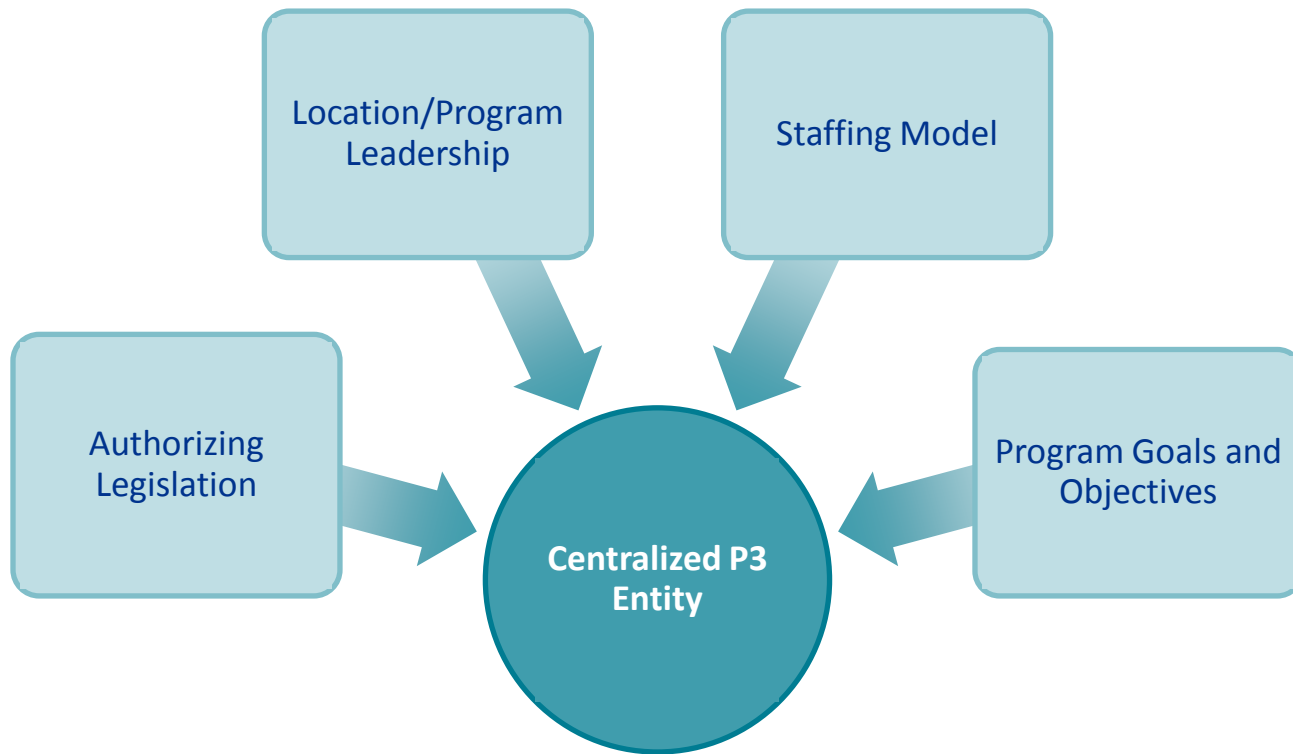 Location/Program
Leadership
Staffing Model
Authorizing
Legislation
Program Goals and
Objectives
Centralized P3
Entity